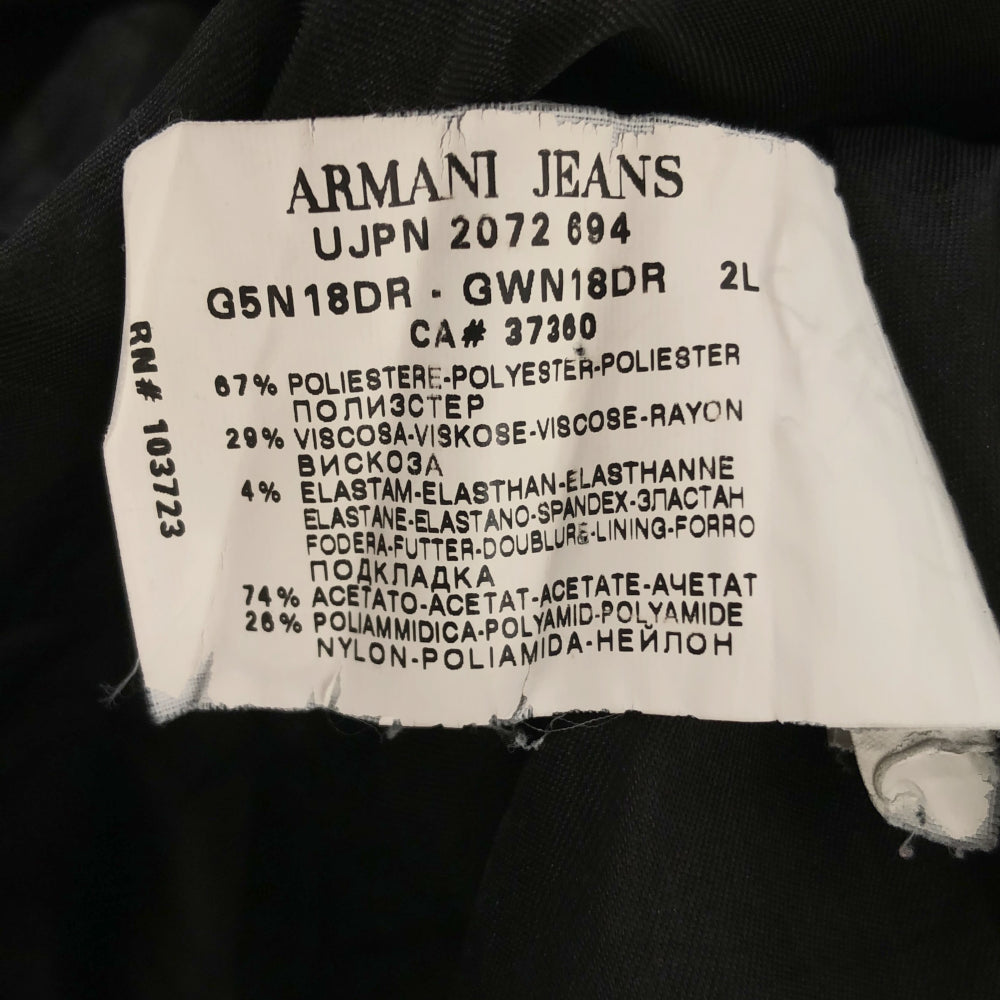 ARMANI JEANS
UJPN 2072 694
G5N18DR - GWN18DR 2L
CA# 37360
67% POLIESTERE-POLYESTER-POLIESTER
ПОЛИЭСТЕР
29% VISCOSA-VISKOSE-VISCOSE-RAYON
ВИСКОЗА
4% ELASTAM-ELASTHAN-ELASTHANNE
ELASTANE-ELASTANO-SPANDEX-ЭЛАСТАН
FODERA-FUTTER-DOUBLURE-LINING-FORRO
ПОДКЛАДКА
74% ACETATO-ACETAT-ACETATE-АЧЕТАТ
26% POLIAMMIDICA-POLYAMID-POLYAMIDE
NYLON-POLIAMIDA-НЕЙЛОН
RN# 103723